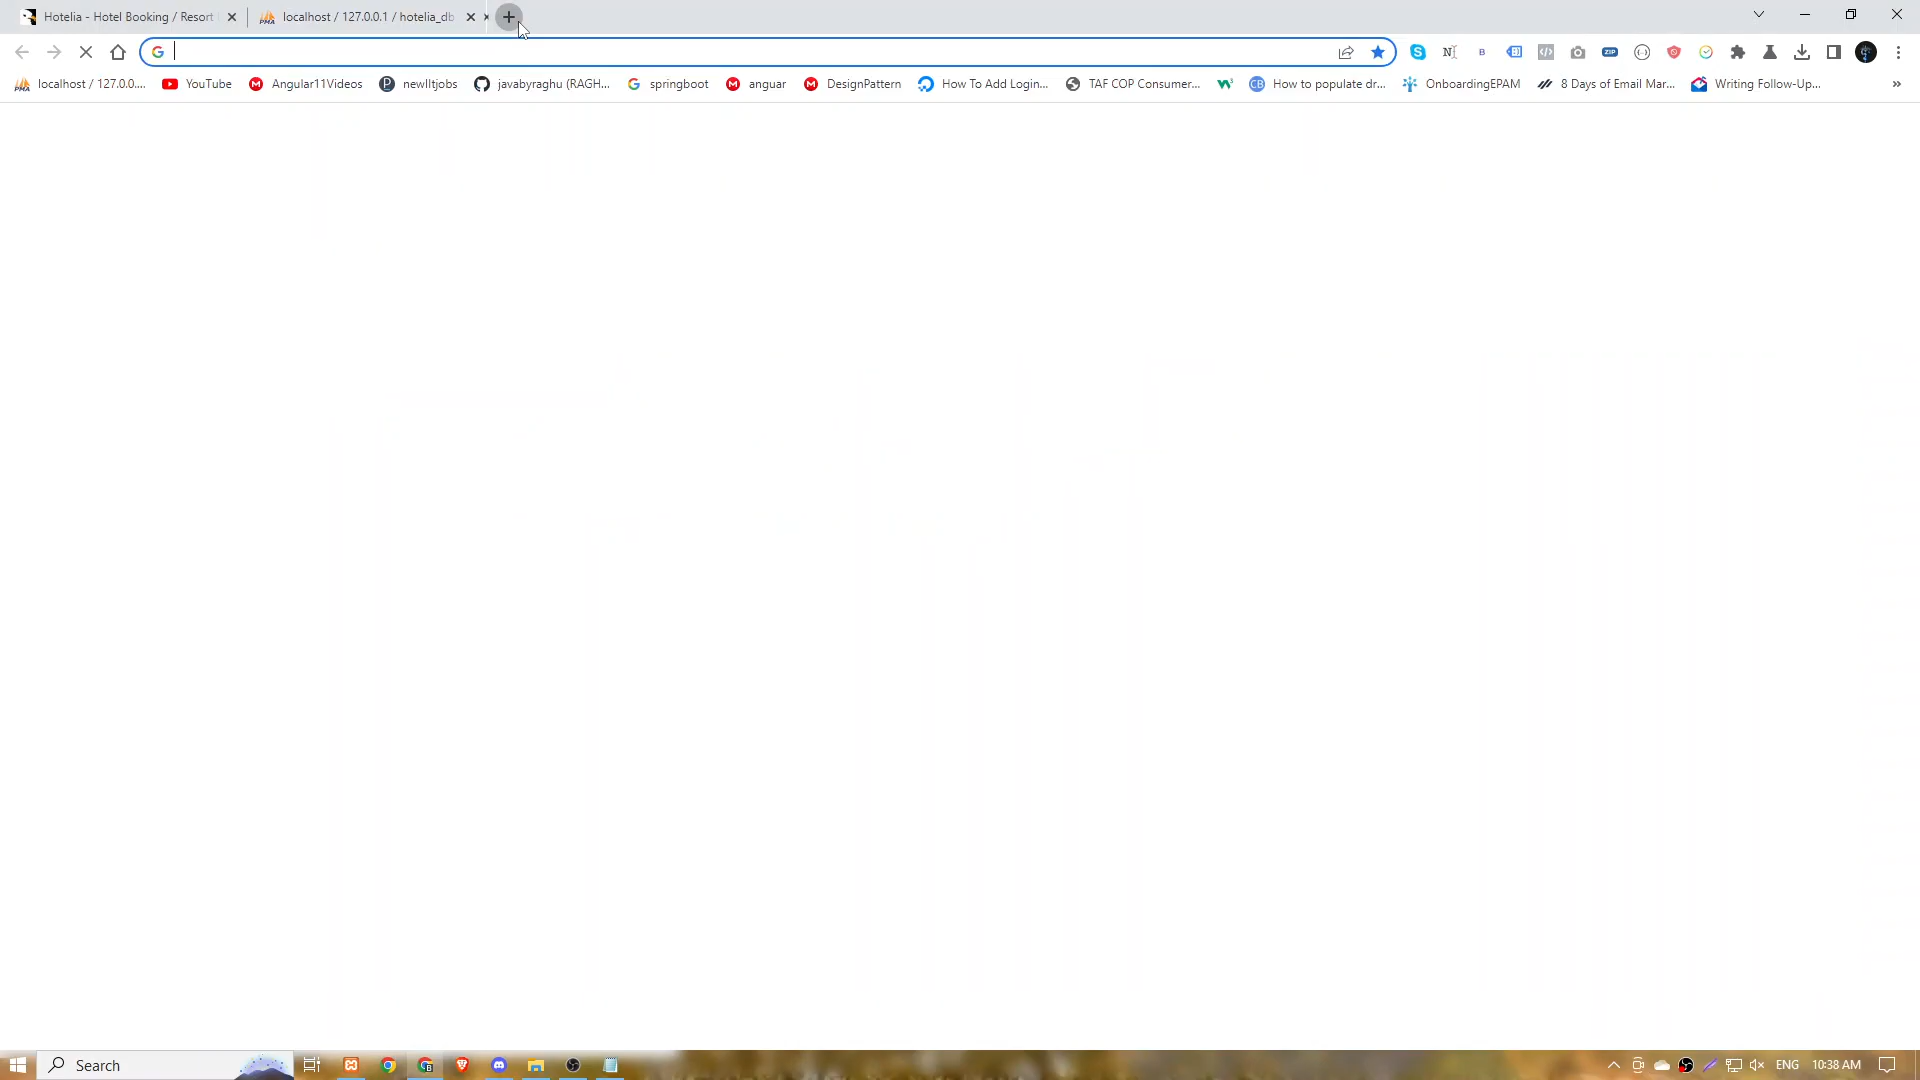 Hotelia - Hotel Booking / Resort
localhost / 127.0.0.1 / hotelia_db
localhost / 127.0.0....
YouTube
Angular11Videos
newIItjobs
javabyraghu (RAGH...
springboot
anguar
DesignPattern
How To Add Login...
TAF COP Consumer...
How to populate dr...
OnboardingEPAM
8 Days of Email Mar...
Writing Follow-Up...
Search
ENG
10:38 AM